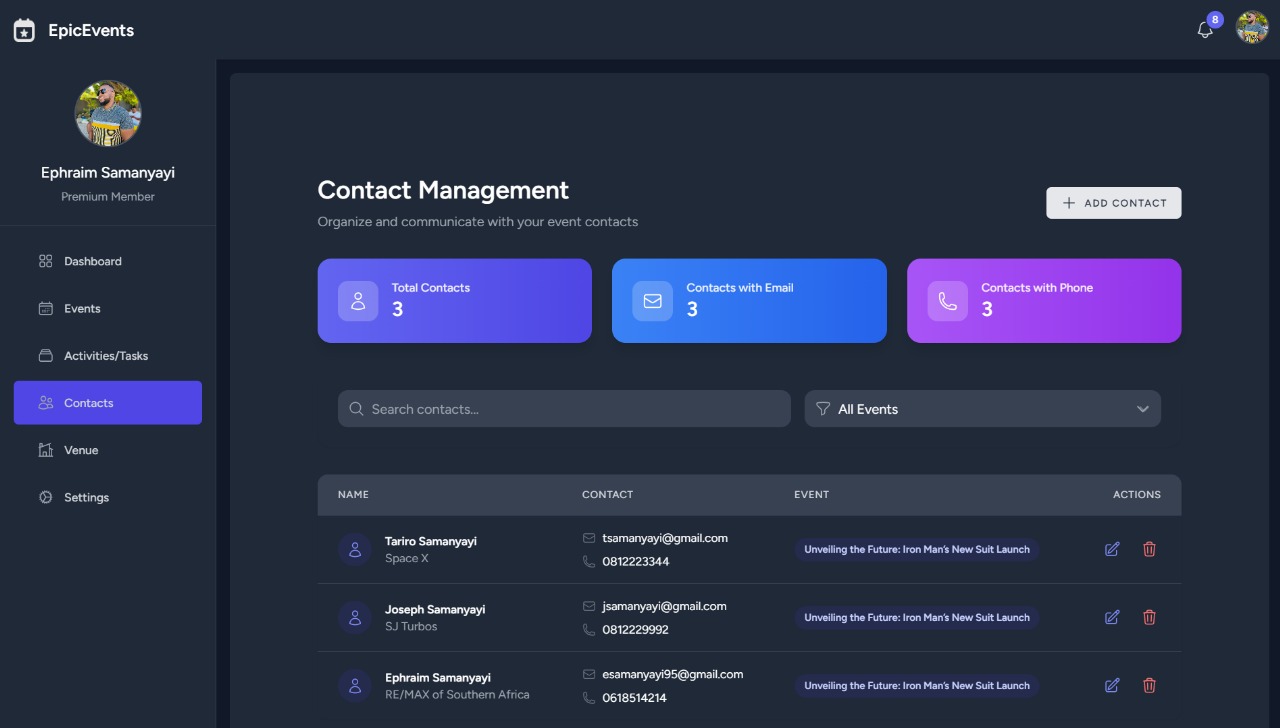 EpicEvents
8
Ephraim Samanyayi
Premium Member
Dashboard
Events
Activities/Tasks
Contacts
Venue
Settings
Contact Management
Organize and communicate with your event contacts
ADD CONTACT
Total Contacts
3
Contacts with Email
3
Contacts with Phone
3
Search contacts...
All Events
NAME CONTACT EVENT ACTIONS
Tariro Samanyayi
Space X
tsamanyayi@gmail.com
0812223344
Unveiling the Future: Iron Man's New Suit Launch
Joseph Samanyayi
SJ Turbos
jsamanyayi@gmail.com
0812229992
Unveiling the Future: Iron Man's New Suit Launch
Ephraim Samanyayi
RE/MAX of Southern Africa
esamanyayi95@gmail.com
0618514214
Unveiling the Future: Iron Man's New Suit Launch